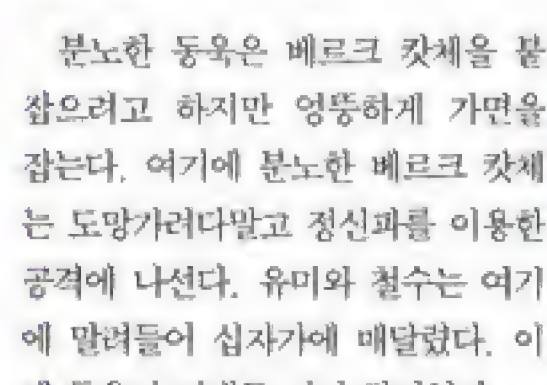 분노한 동욱은 베르크 캇체을 붙
잡으려고 하지만 엉뚱하게 가면을
잡는다. 여기에 분노한 베르크 캇체
는 도망가려다말고 정신파를 이용한
공격에 나선다. 유미와 철수는 여기
에 말려들어 십자가에 매달렸다. 이